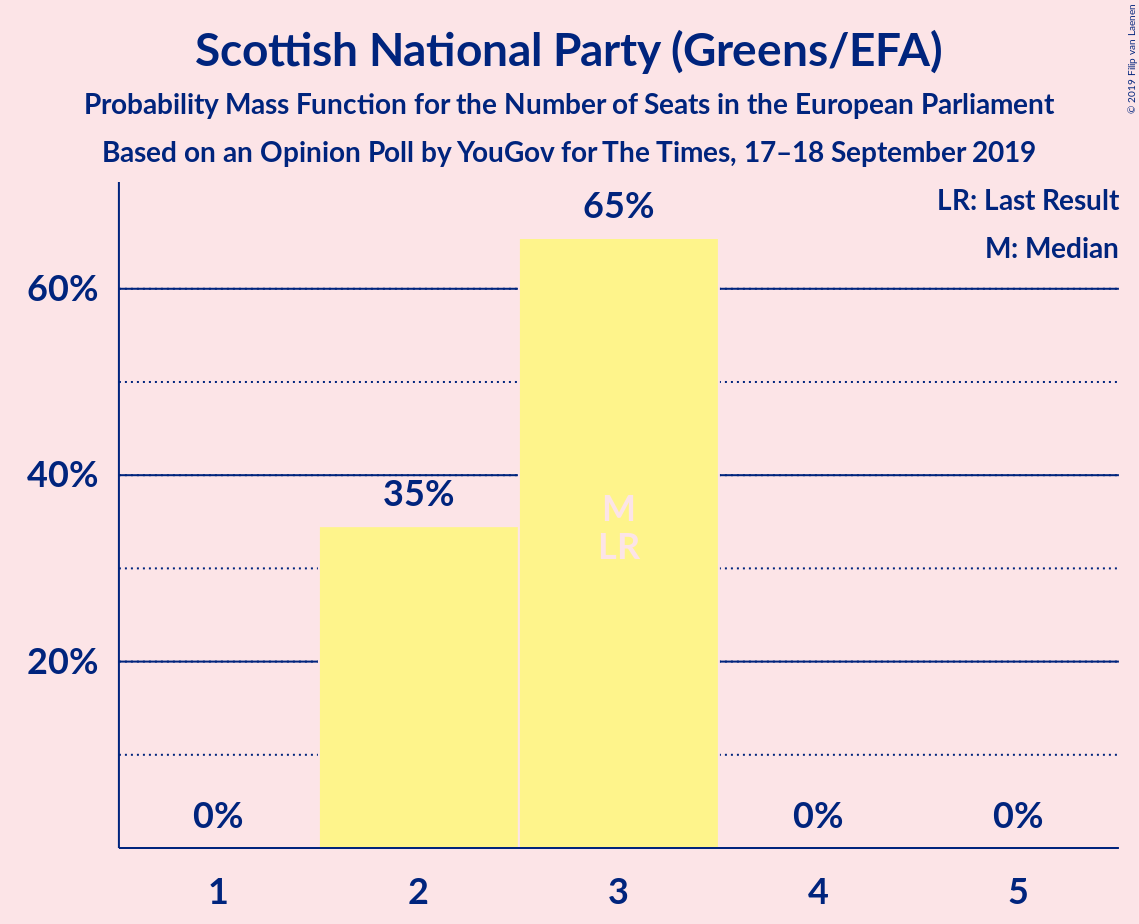 Scottish National Party (Greens/EFA)
Probability Mass Function for the Number of Seats in the European Parliament
Based on an Opinion Poll by YouGov for The Times, 17–18 September 2019
© 2019 Filip van Laenen
LR: Last Result
M: Median
65%
60%
40%
35%
M
LR
20%
0%
0%
0%
1
2
3
4
5